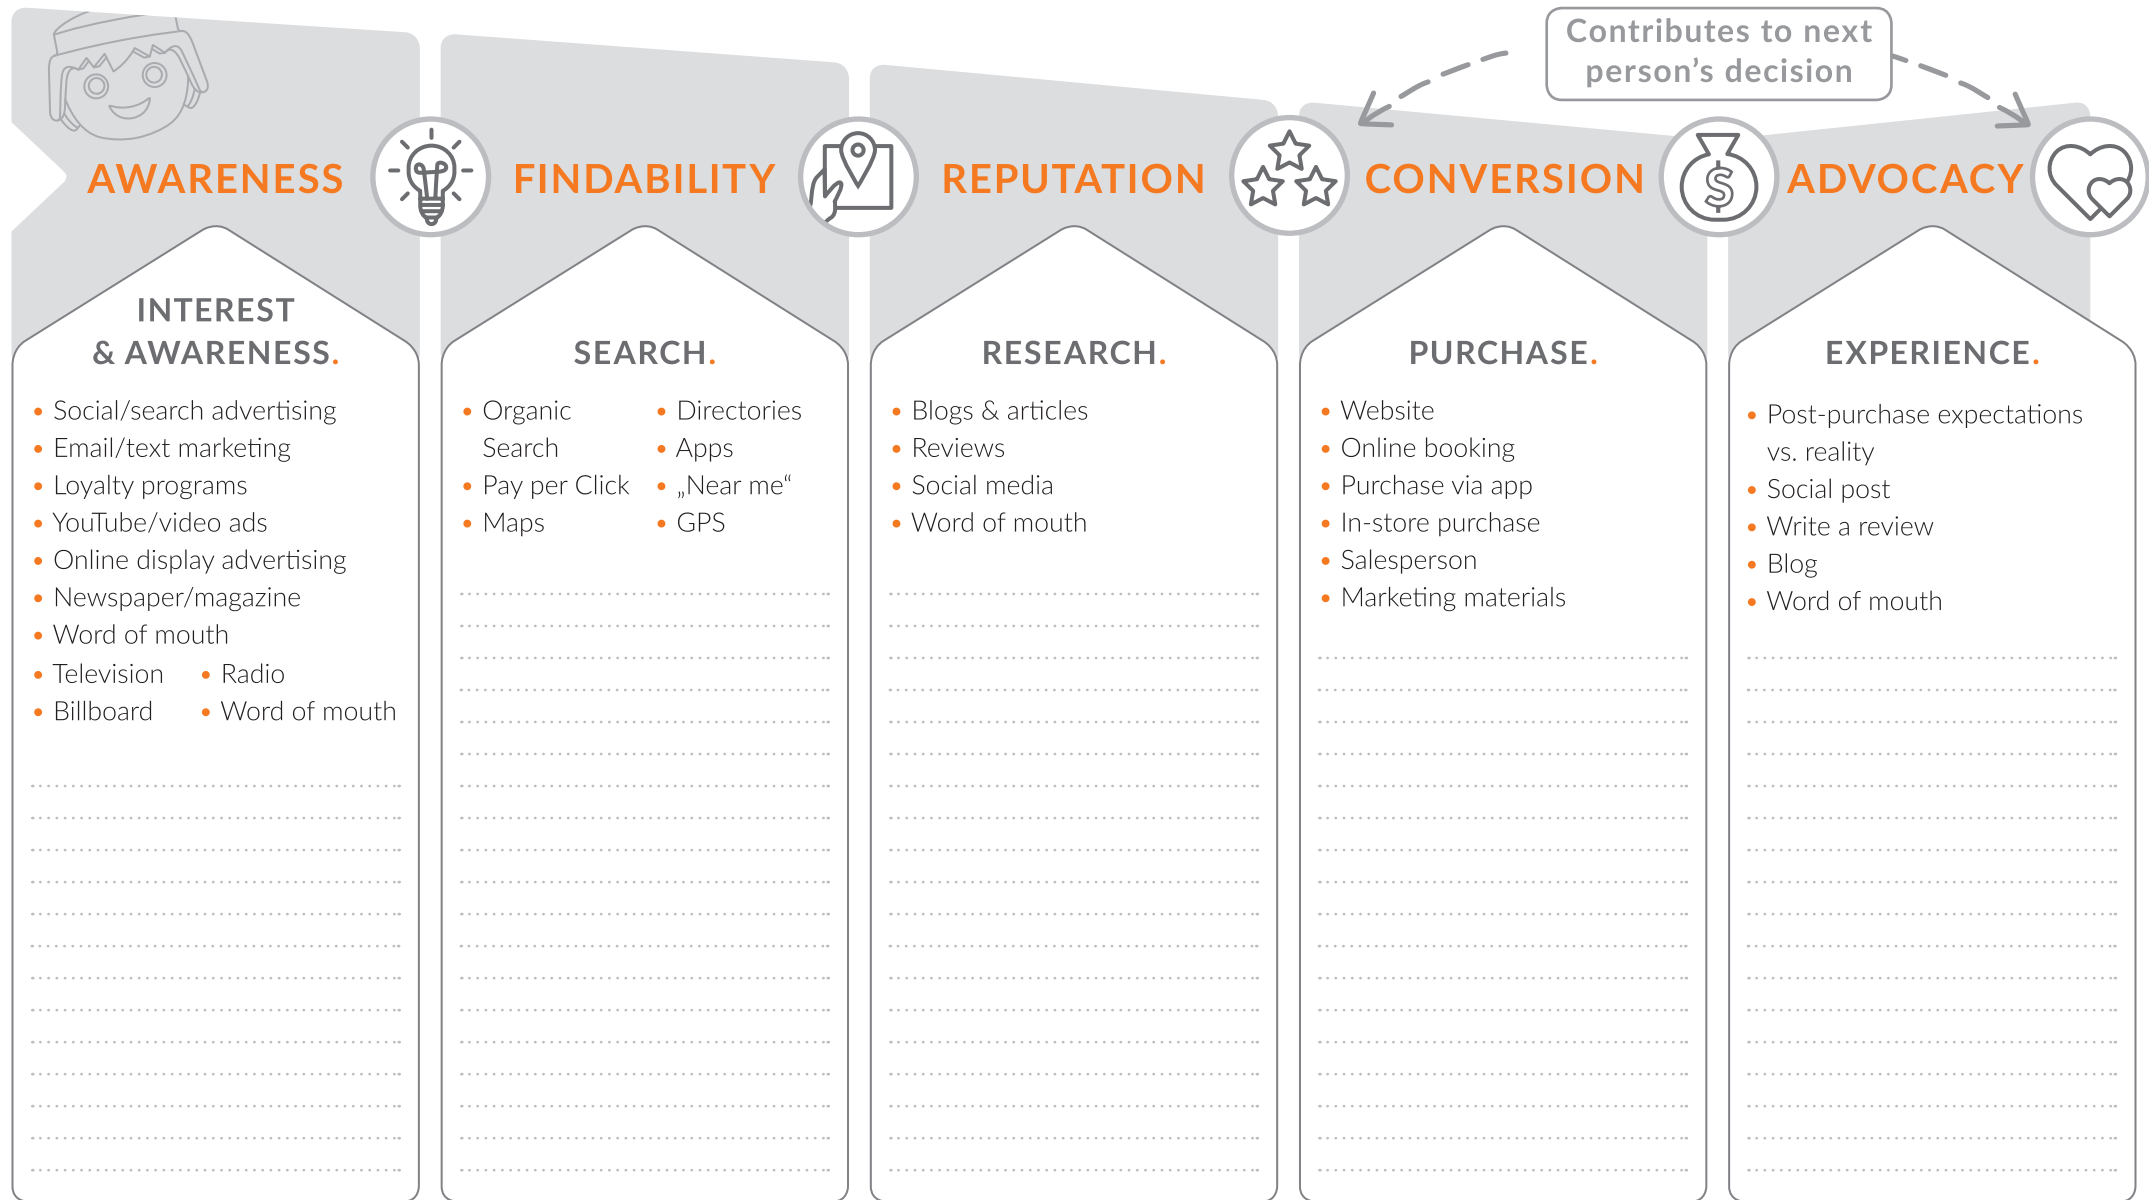 Contributes to next
person's decision
AWARENESS
FINDABILITY
REPUTATION
CONVERSION
$
ADVOCACY
INTEREST
& AWARENESS.
• Social/search advertising
• Email/text marketing
• Loyalty programs
• YouTube/video ads
• Online display advertising
• Newspaper/magazine
• Word of mouth
• Television
• Billboard
• Radio
• Word of mouth
SEARCH.
• Organic
Search
• Pay per Click
• Maps
• Directories
• Apps
• „Near me“
• GPS
RESEARCH.
• Blogs & articles
• Reviews
• Social media
• Word of mouth
PURCHASE.
• Website
• Online booking
• Purchase via app
• In-store purchase
• Salesperson
• Marketing materials
EXPERIENCE.
• Post-purchase expectations
vs. reality
• Social post
• Write a review
• Blog
• Word of mouth